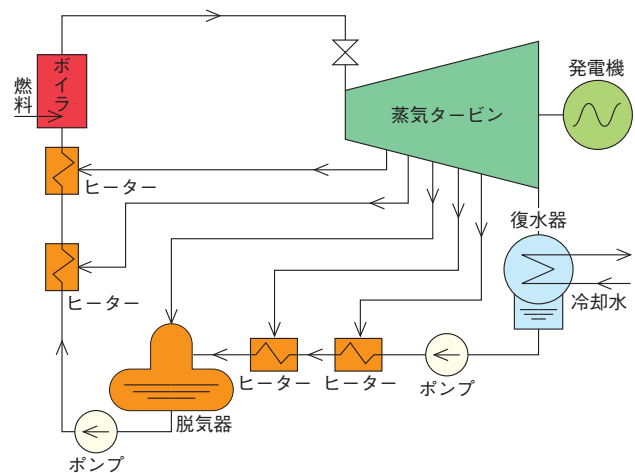 ボイラ
燃料
蒸気タービン
発電機
ヒーター
復水器
冷却水
ヒーター
ヒーター
ヒーター
ポンプ
脱気器
ポンプ